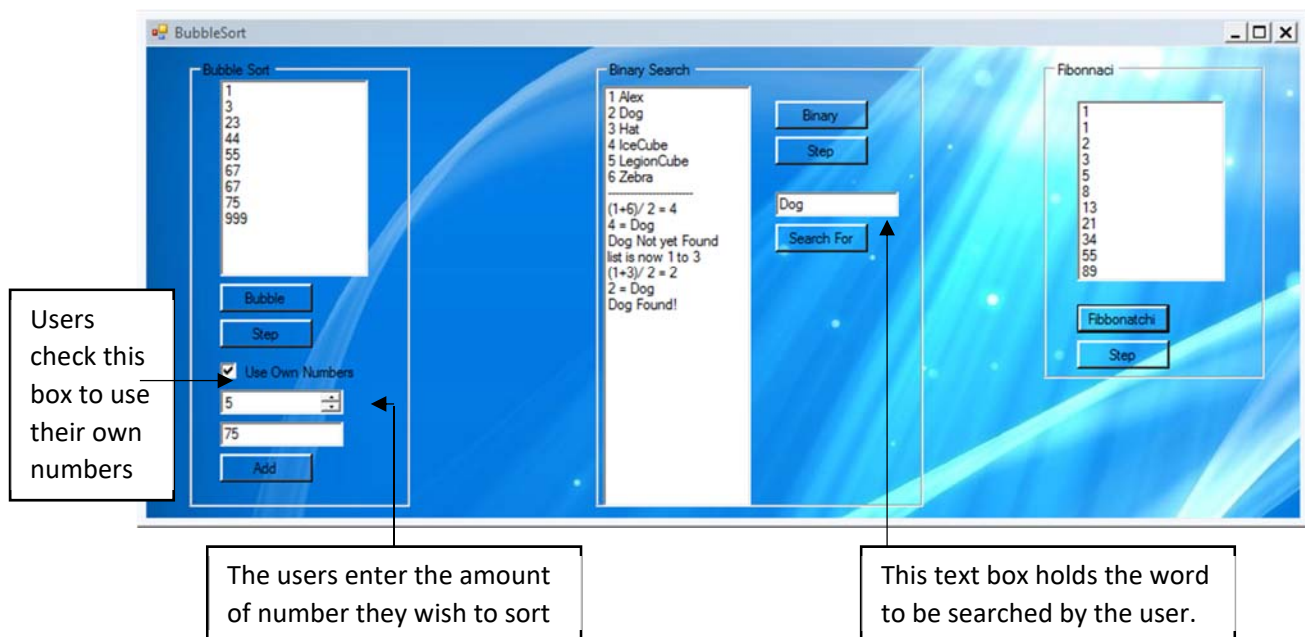 BubbleSort
Bubble Sort
1
3
23
44
55
67
67
75
999
Bubble
Step
Use Own Numbers
5
75
Add
Binary Search
1 Alex
2 Dog
3 Hat
4 IceCube
5 LegionCube
6 Zebra
----------------------------
(1+6)/ 2 = 4
4 = Dog
Dog Not yet Found
list is now 1 to 3
(1+3)/ 2 = 2
2 = Dog
Dog Found!
Binary
Step
Dog
Search For
Fibonnaci
1
1
2
3
5
8
13
21
34
55
89
Fibbonatchi
Step
Users
check this
box to use
their own
numbers
The users enter the amount
of number they wish to sort
This text box holds the word
to be searched by the user.